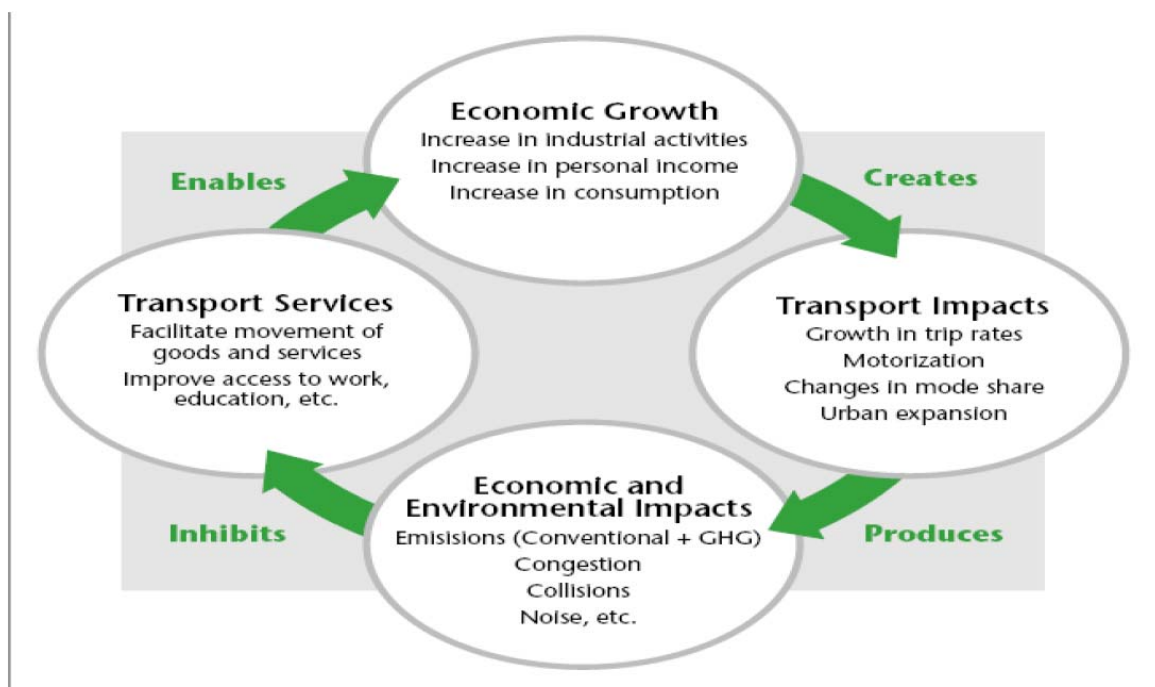 Economic Growth
Increase in industrial activities
Increase in personal income
Increase in consumption
Enables
Creates
Transport Services
Facilitate movement of
goods and services
Improve access to work,
education, etc.
Transport Impacts
Growth in trip rates
Motorization
Changes in mode share
Urban expansion
Economic and
Environmental Impacts
Emisisions (Conventional + GHG)
Congestion
Collisions
Noise, etc.
Inhibits
Produces